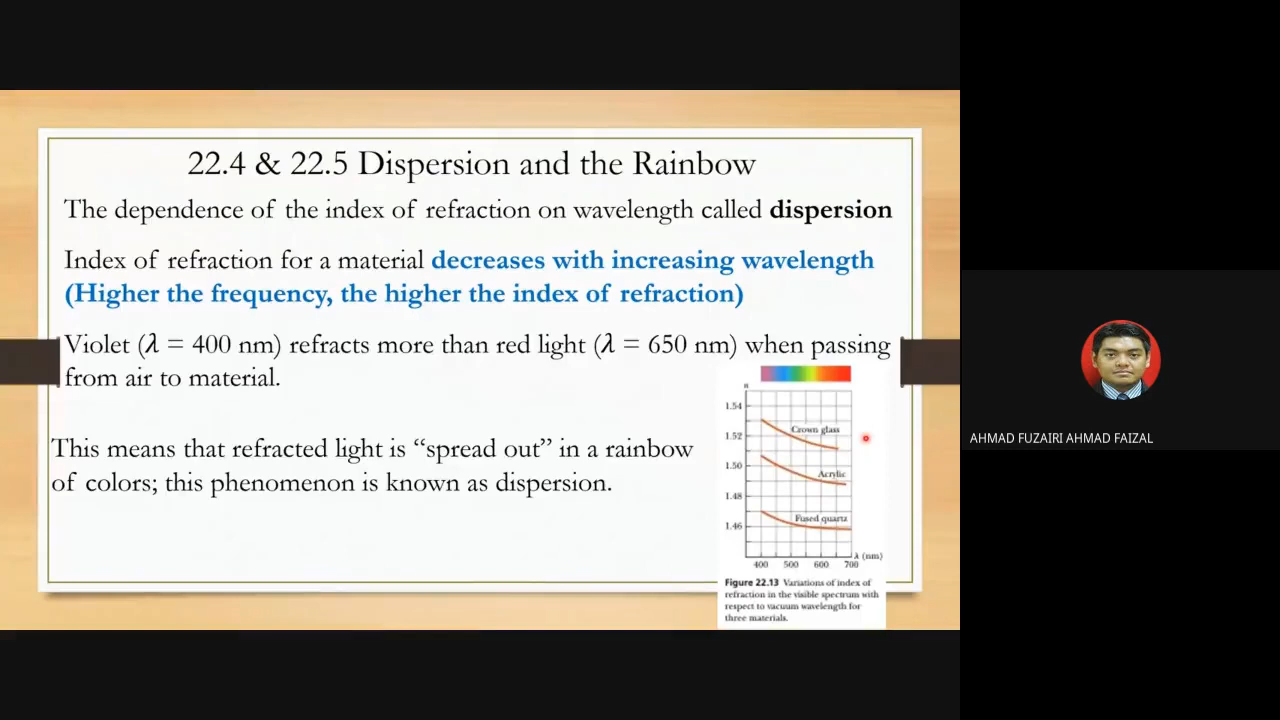 22.4 & 22.5 Dispersion and the Rainbow
The dependence of the index of refraction on wavelength called dispersion
Index of refraction for a material decreases with increasing wavelength
(Higher the frequency, the higher the index of refraction)
Violet (λ = 400 nm) refracts more than red light (λ = 650 nm) when passing
from air to material.
This means that refracted light is “spread out” in a rainbow
of colors; this phenomenon is known as dispersion.
n
1.54
Crown glass
1.52
1.50
Acrylic
1.48
Fused quartz
1.46
λ (nm)
400 500 600 700
Figure 22.13 Variations of index of
refraction in the visible spectrum with
respect to vacuum wavelength for
three materials.
AHMAD FUZAIRI AHMAD FAIZAL